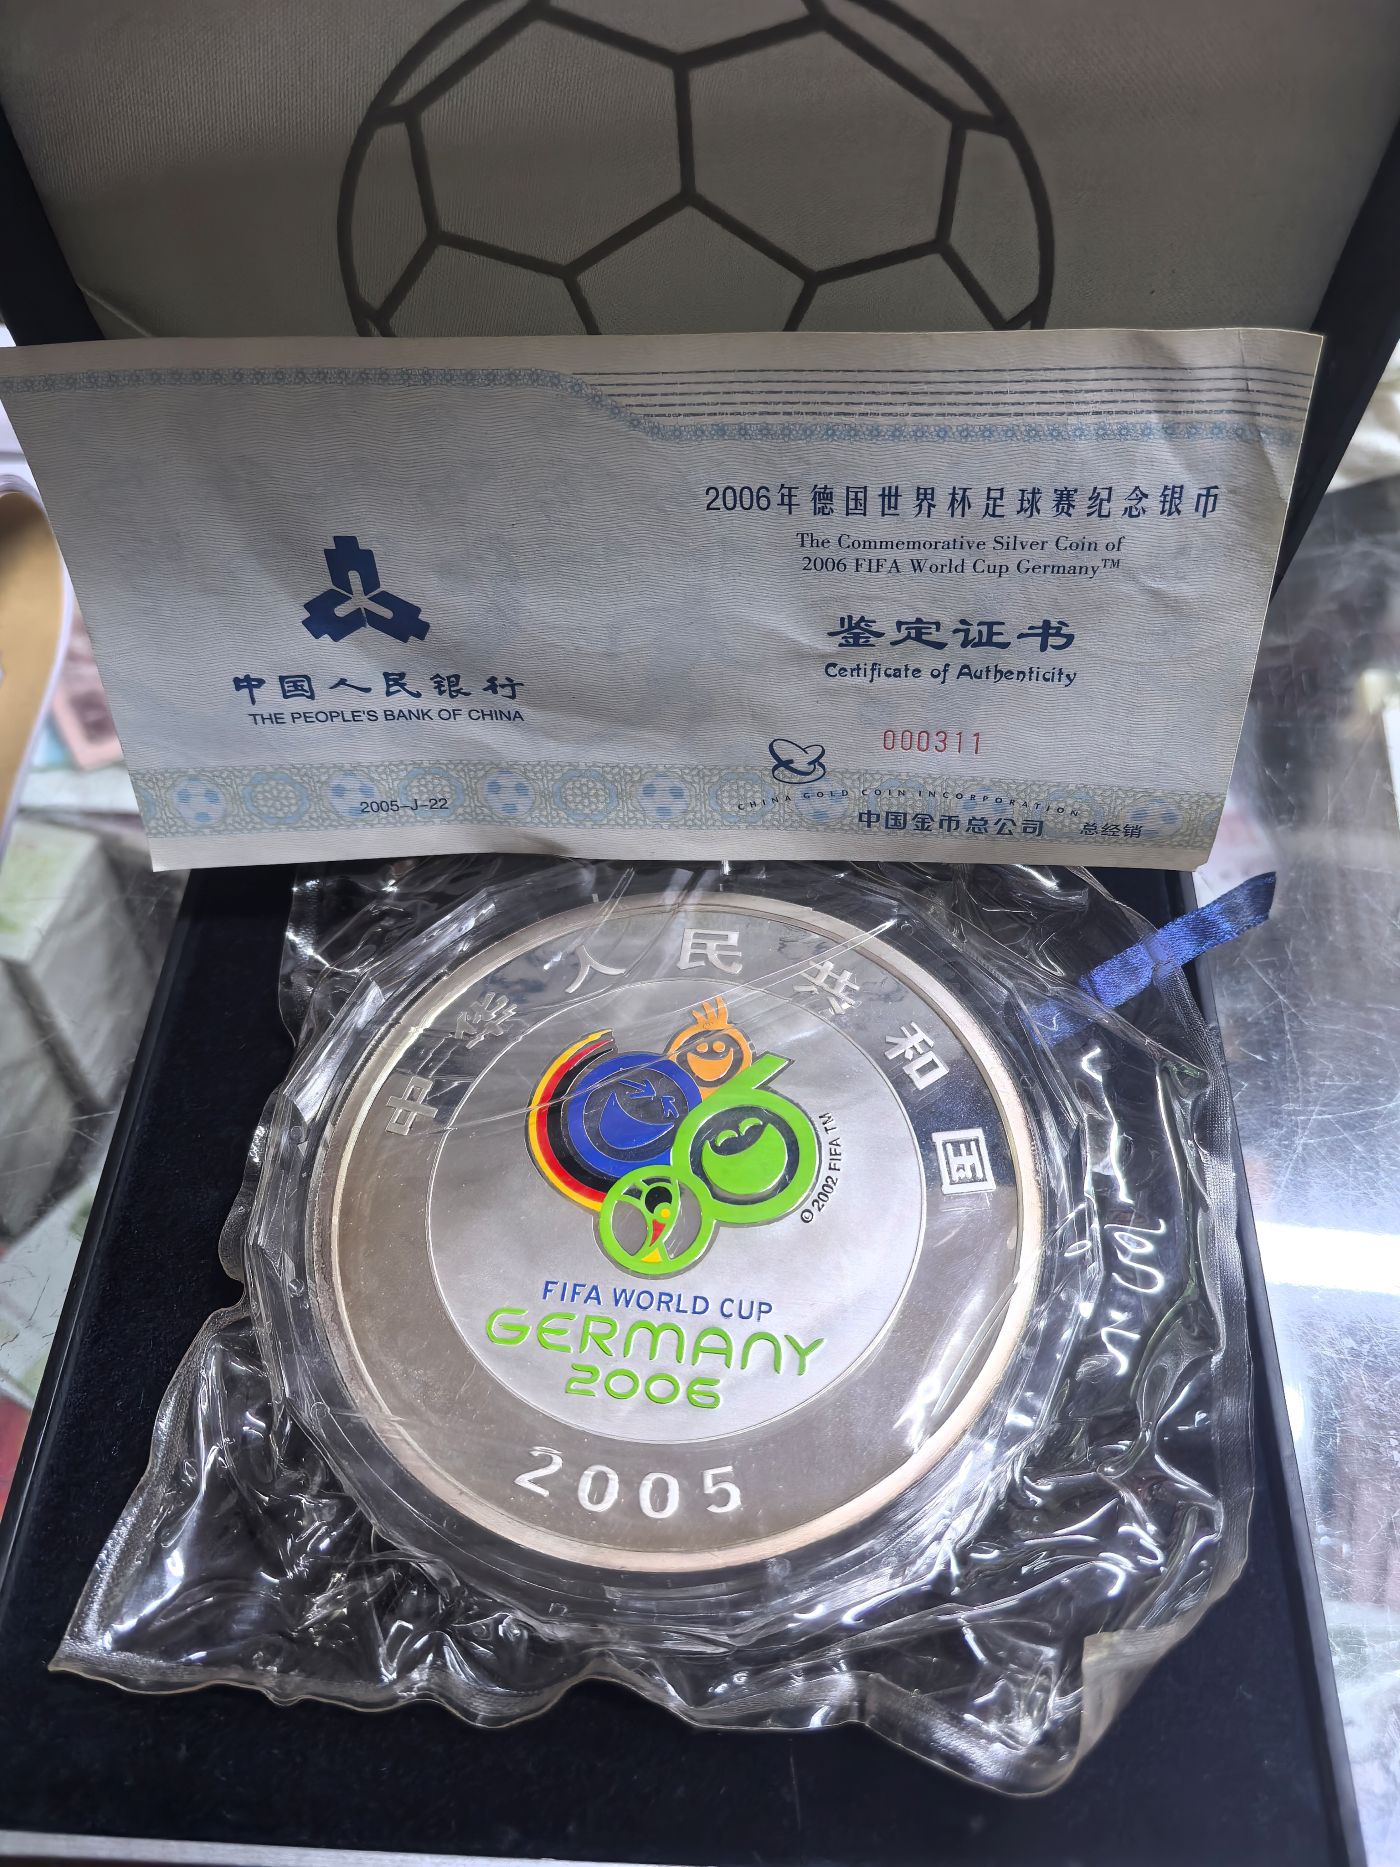 2006年德国世界杯足球赛纪念银币
The Commemorative Silver Coin of
2006 FIFA World Cup Germany™
鉴定证书
Certificate of Authenticity
000311
中国人民银行
THE PEOPLE'S BANK OF CHINA
2005-J-22
CHINA GOLD COIN INCORPORATION
中国金币总公司 总经销
中华人民共和国
©2002 FIFA TM
FIFA WORLD CUP
GERMANY
2006
2005